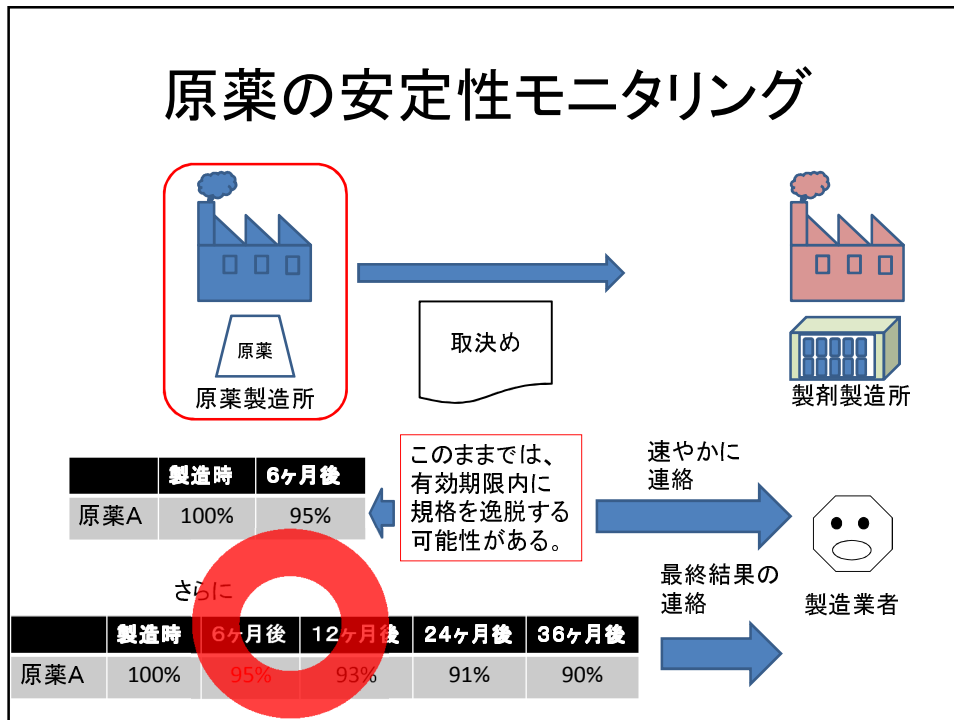 原薬の安定性モニタリング
原薬
原薬製造所
取決め
製剤製造所
製造時 6ヶ月後
原薬A 100% 95%
このままでは、
有効期限内に
規格を逸脱する
可能性がある。
速やかに
連絡
さらに
最終結果の
連絡
製造業者
製造時 6ヶ月後 12ヶ月後 24ヶ月後 36ヶ月後
原薬A 100% 95% 93% 91% 90%